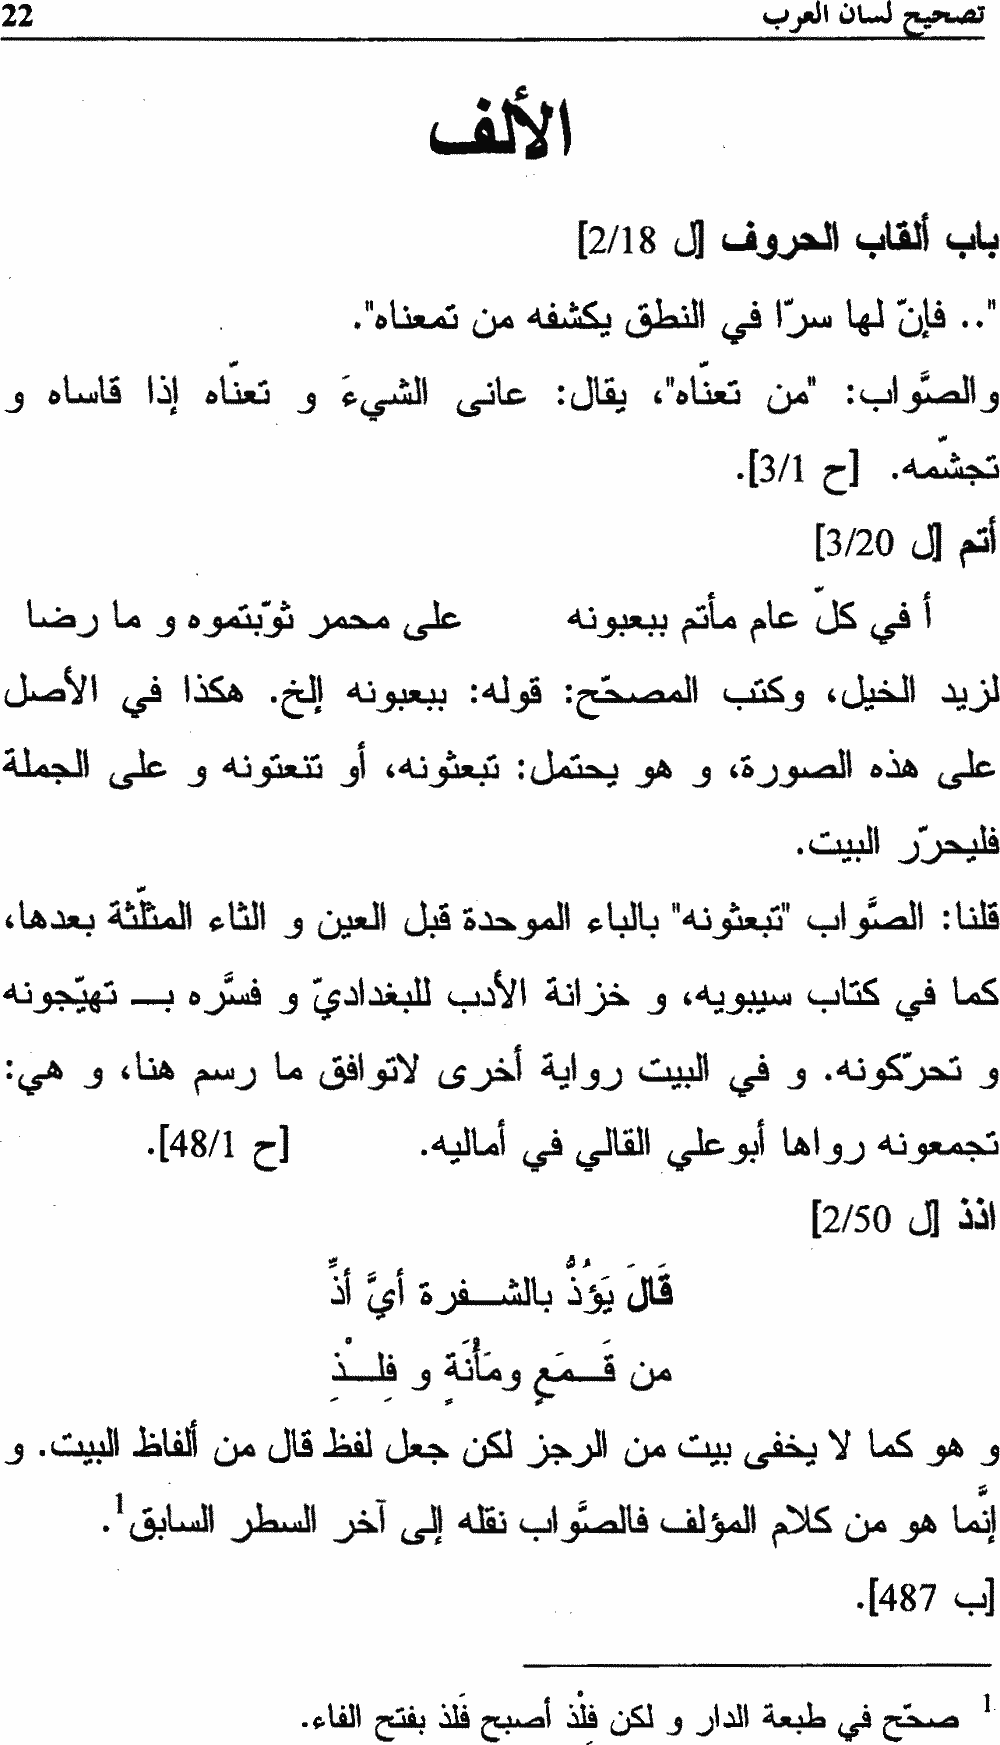 تصحيح لسان العرب 22
الألف
باب ألقاب الحروف [ل 2/18]
".. فإنّ لها سرّا في النطق يكشفه من تمعناه".
والصَّواب: "من تعنّاه"، يقال: عانى الشيءَ و تعنّاه إذا قاساه و
تجشّمه. [ح 3/1].
أتم [ل 3/20]
أ في كلّ عام مأتم ببعبونه على محمر ثوّبتموه و ما رضا
لزيد الخيل، وكتب المصحّح: قوله: ببعبونه إلخ. هكذا في الأصل
على هذه الصورة، و هو يحتمل: تبعثونه، أو تنعتونه و على الجملة
فليحرّر البيت.
قلنا: الصَّواب "تبعثونه" بالباء الموحدة قبل العين و الثاء المثلّثة بعدها،
كما في كتاب سيبويه، و خزانة الأدب للبغداديّ و فسَّره بـ تهيّجونه
و تحرّكونه. و في البيت رواية أخرى لاتوافق ما رسم هنا، و هي:
تجمعونه رواها أبوعلي القالي في أماليه. [ح 48/1].
اذذ [ل 2/50]
قَالَ يَؤُذُّ بالشفرة أيَّ أذِّ
من قَمَعٍ ومَأْنَةٍ و فِلْذِ
و هو كما لا يخفى بيت من الرجز لكن جعل لفظ قال من ألفاظ البيت. و
إنَّما هو من كلام المؤلف فالصَّواب نقله إلى آخر السطر السابق1.
[ب 487].
1 صحّح في طبعة الدار و لكن فِلْذ أصبح فَلذ بفتح الفاء.